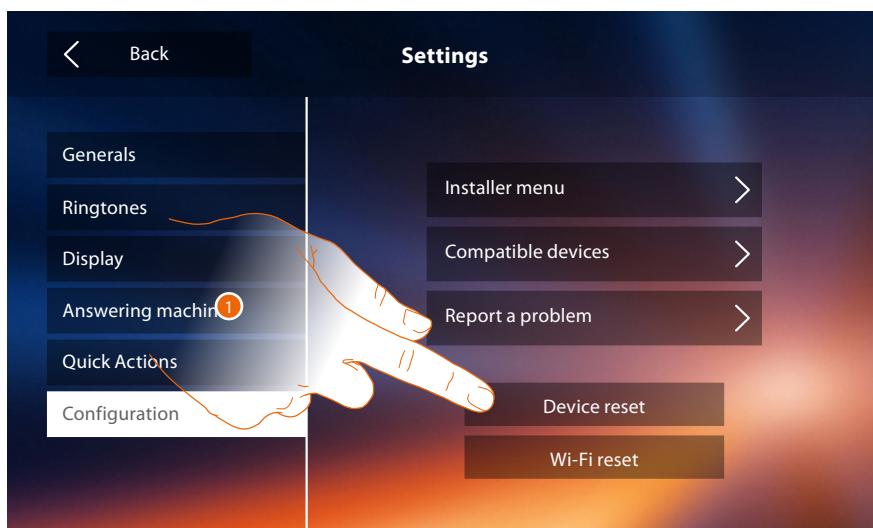 Back
Settings
Generals
Ringtones
Display
Answering machin
1
Quick Actions
Configuration
Installer menu
Compatible devices
Report a problem
Device reset
Wi-Fi reset